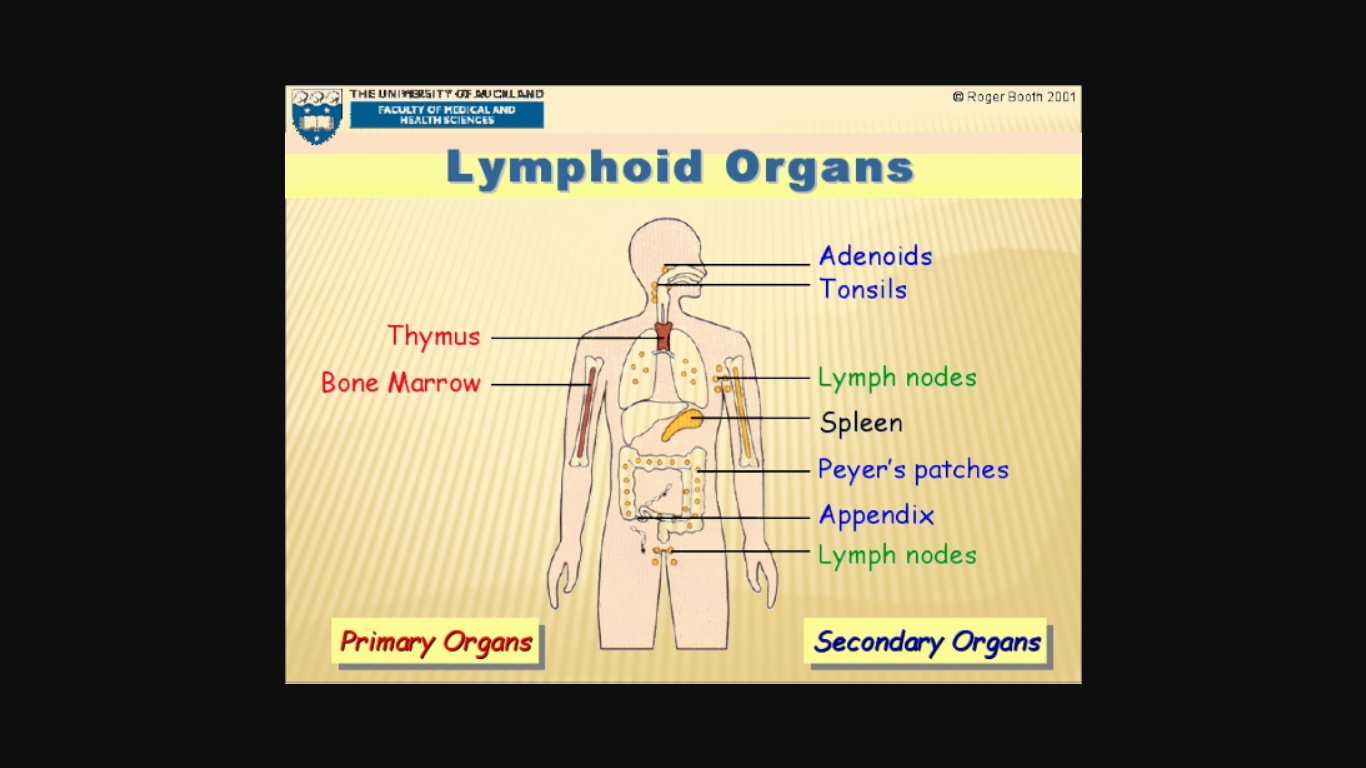 THE UNIVERSITY OF AUCKLAND
FACULTY OF MEDICAL AND
HEALTH SCIENCES
© Roger Booth 2001
Lymphoid Organs
Adenoids
Tonsils
Thymus
Bone Marrow
Lymph nodes
Spleen
Peyer's patches
Appendix
Lymph nodes
Primary Organs
Secondary Organs